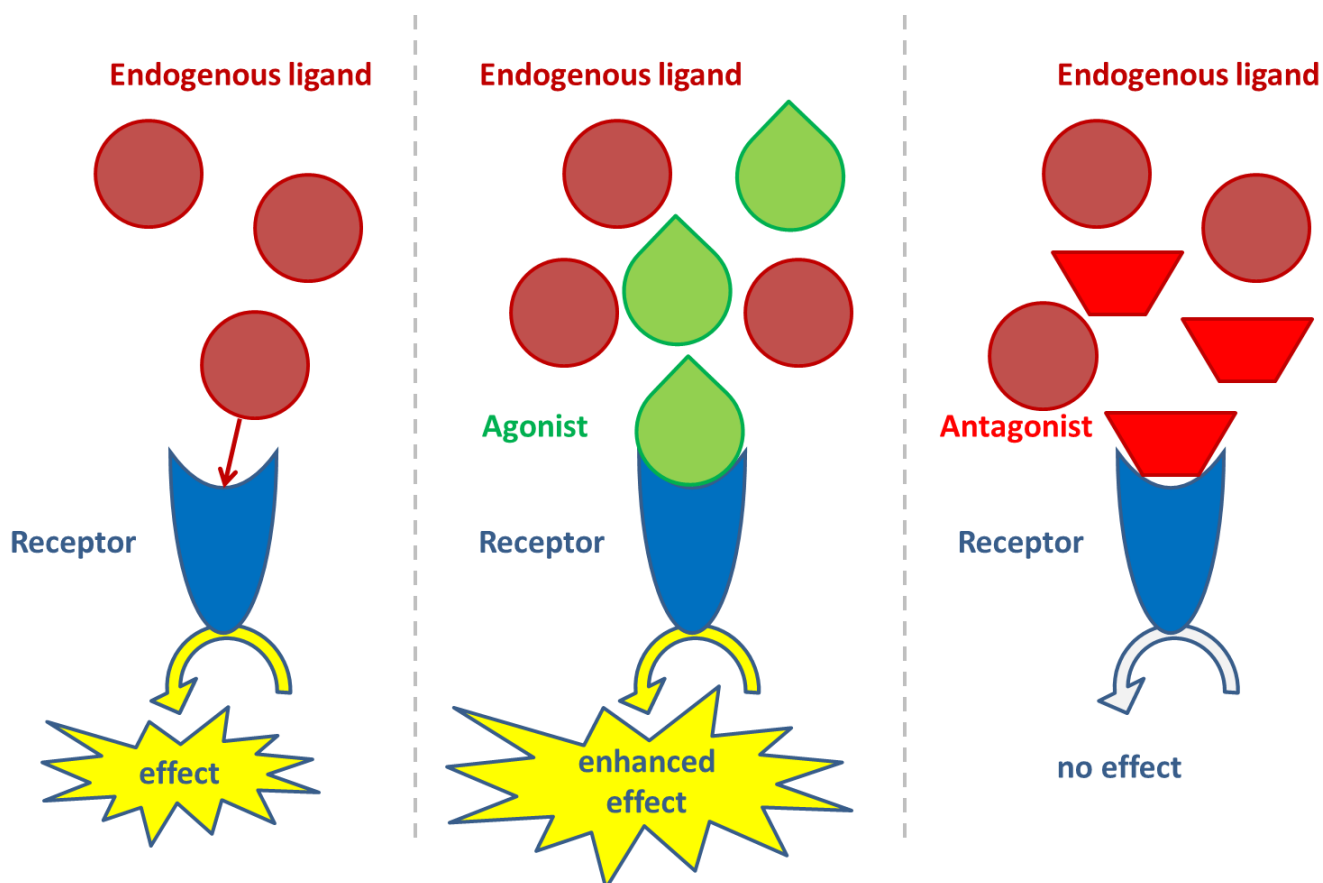 Endogenous ligand
Receptor
effect
Endogenous ligand
Agonist
Receptor
enhanced
effect
Endogenous ligand
Antagonist
Receptor
no effect